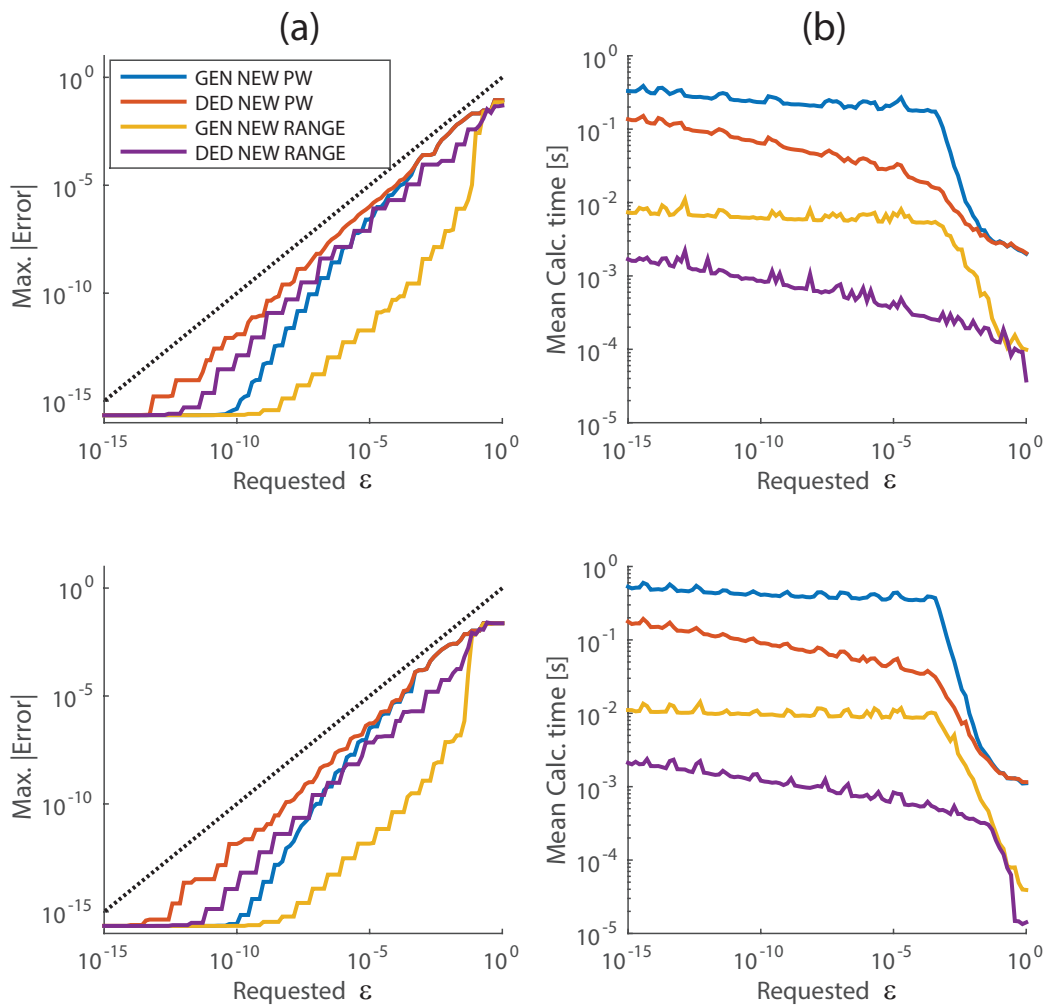 (a)
(b)
GEN NEW PW
DED NEW PW
GEN NEW RANGE
DED NEW RANGE
Max. |Error|
10^0
10^-5
10^-10
10^-15
10^-15
10^-10
10^-5
10^0
Requested ε
Mean Calc. time [s]
10^0
10^-1
10^-2
10^-3
10^-4
10^-5
10^-15
10^-10
10^-5
10^0
Requested ε
Max. |Error|
10^0
10^-5
10^-10
10^-15
10^-15
10^-10
10^-5
10^0
Requested ε
Mean Calc. time [s]
10^0
10^-1
10^-2
10^-3
10^-4
10^-5
10^-15
10^-10
10^-5
10^0
Requested ε